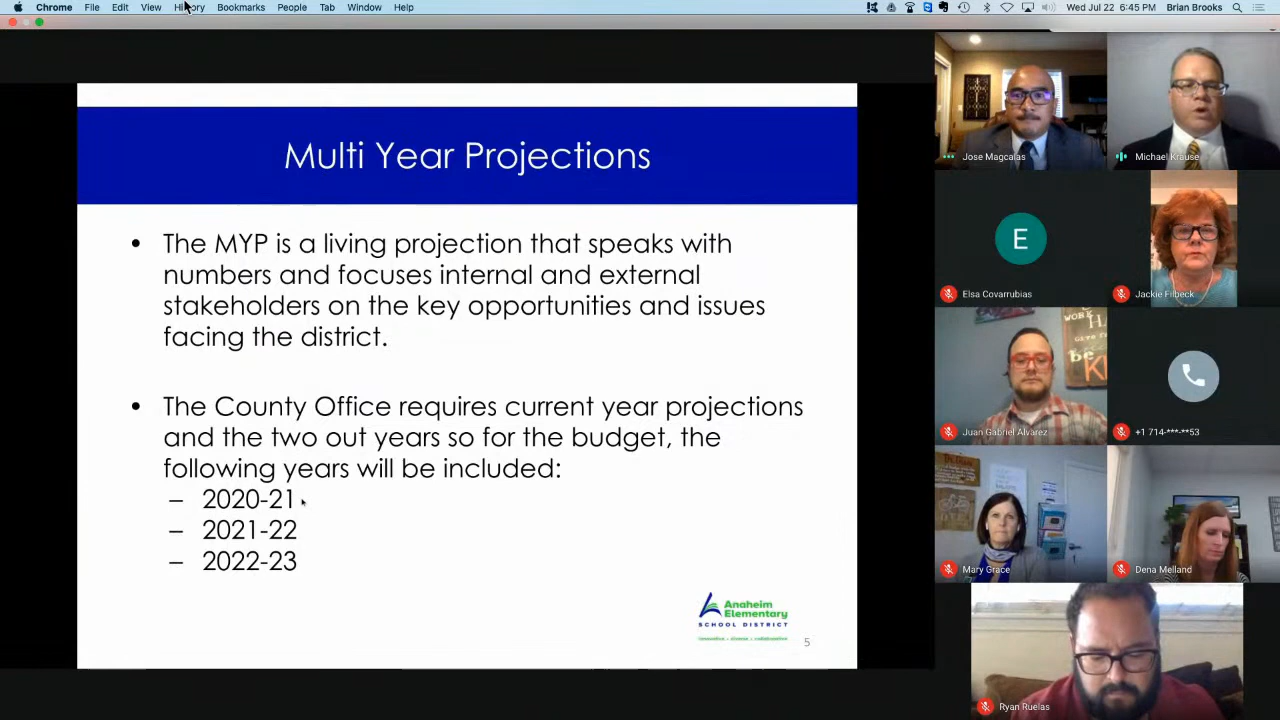 Chrome File Edit View History Bookmarks People Tab Window Help Wed Jul 22 6:45 PM Brian Brooks
Multi Year Projections
• The MYP is a living projection that speaks with
numbers and focuses internal and external
stakeholders on the key opportunities and issues
facing the district.
• The County Office requires current year projections
and the two out years so for the budget, the
following years will be included:
– 2020-21
– 2021-22
– 2022-23
Anaheim
Elementary
SCHOOL DISTRICT
5
Jose Magcalas
Michael Krause
E
Elsa Covarrubias
Jackie Filbeck
Juan Gabriel Alvarez
+1 714-***-**53
Mary Grace
Dena Melland
Ryan Ruelas